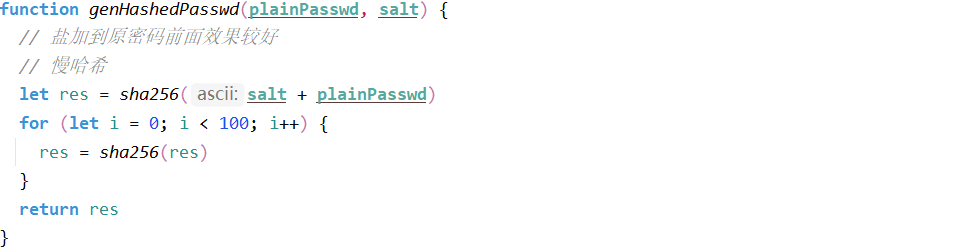 function genHashedPasswd(plainPasswd, salt) {
  // 盐加到原密码前面效果较好
  // 慢哈希
  let res = sha256( ascii: salt + plainPasswd)
  for (let i = 0; i < 100; i++) {
    res = sha256(res)
  }
  return res
}